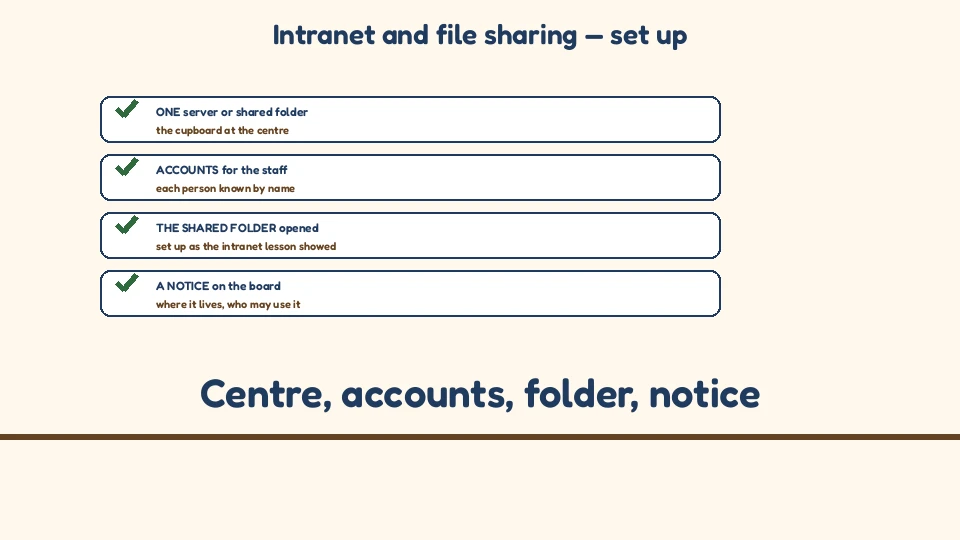 Intranet and file sharing — set up
ONE server or shared folder
the cupboard at the centre
ACCOUNTS for the staff
each person known by name
THE SHARED FOLDER opened
set up as the intranet lesson showed
A NOTICE on the board
where it lives, who may use it
Centre, accounts, folder, notice